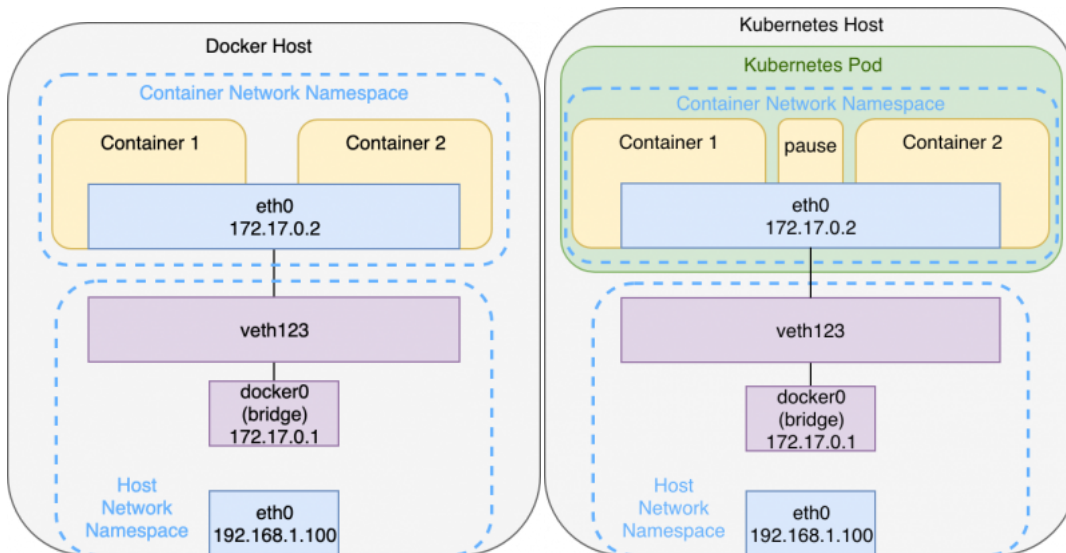 Docker Host
Container Network Namespace
Container 1
Container 2
eth0
172.17.0.2
veth123
docker0
(bridge)
172.17.0.1
Host
Network
Namespace
eth0
192.168.1.100
Kubernetes Host
Kubernetes Pod
Container Network Namespace
Container 1
pause
Container 2
eth0
172.17.0.2
veth123
docker0
(bridge)
172.17.0.1
Host
Network
Namespace
eth0
192.168.1.100